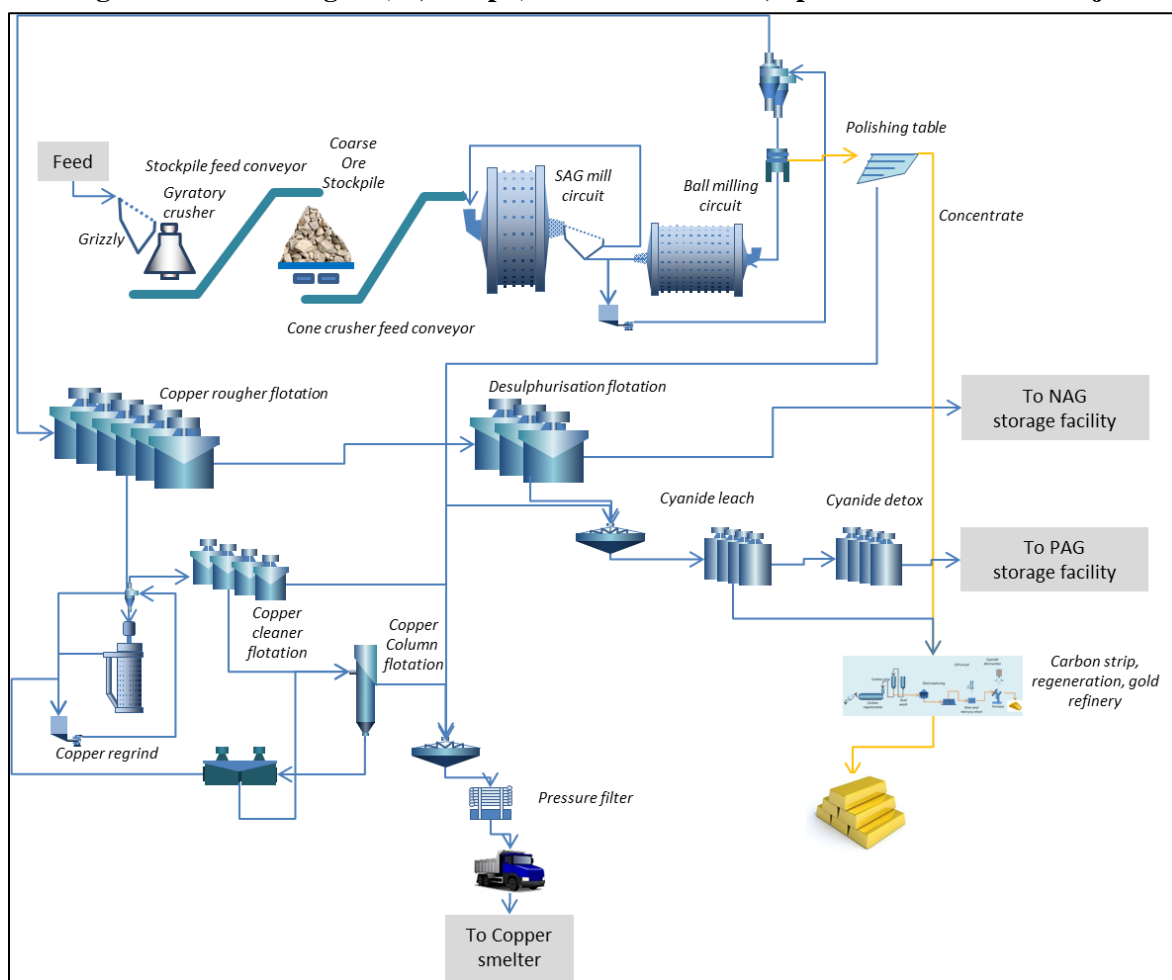 Feed
Stockpile feed conveyor
Gyratory
crusher
Grizzly
Coarse
Ore
Stockpile
Cone crusher feed conveyor
SAG mill
circuit
Ball milling
circuit
Polishing table
Concentrate
Copper rougher flotation
Desulphurisation flotation
To NAG
storage facility
Cyanide leach
Cyanide detox
To PAG
storage facility
Copper
cleaner
flotation
Copper
Column
flotation
Copper regrind
Carbon strip,
regeneration, gold
refinery
Pressure filter
To Copper
smelter